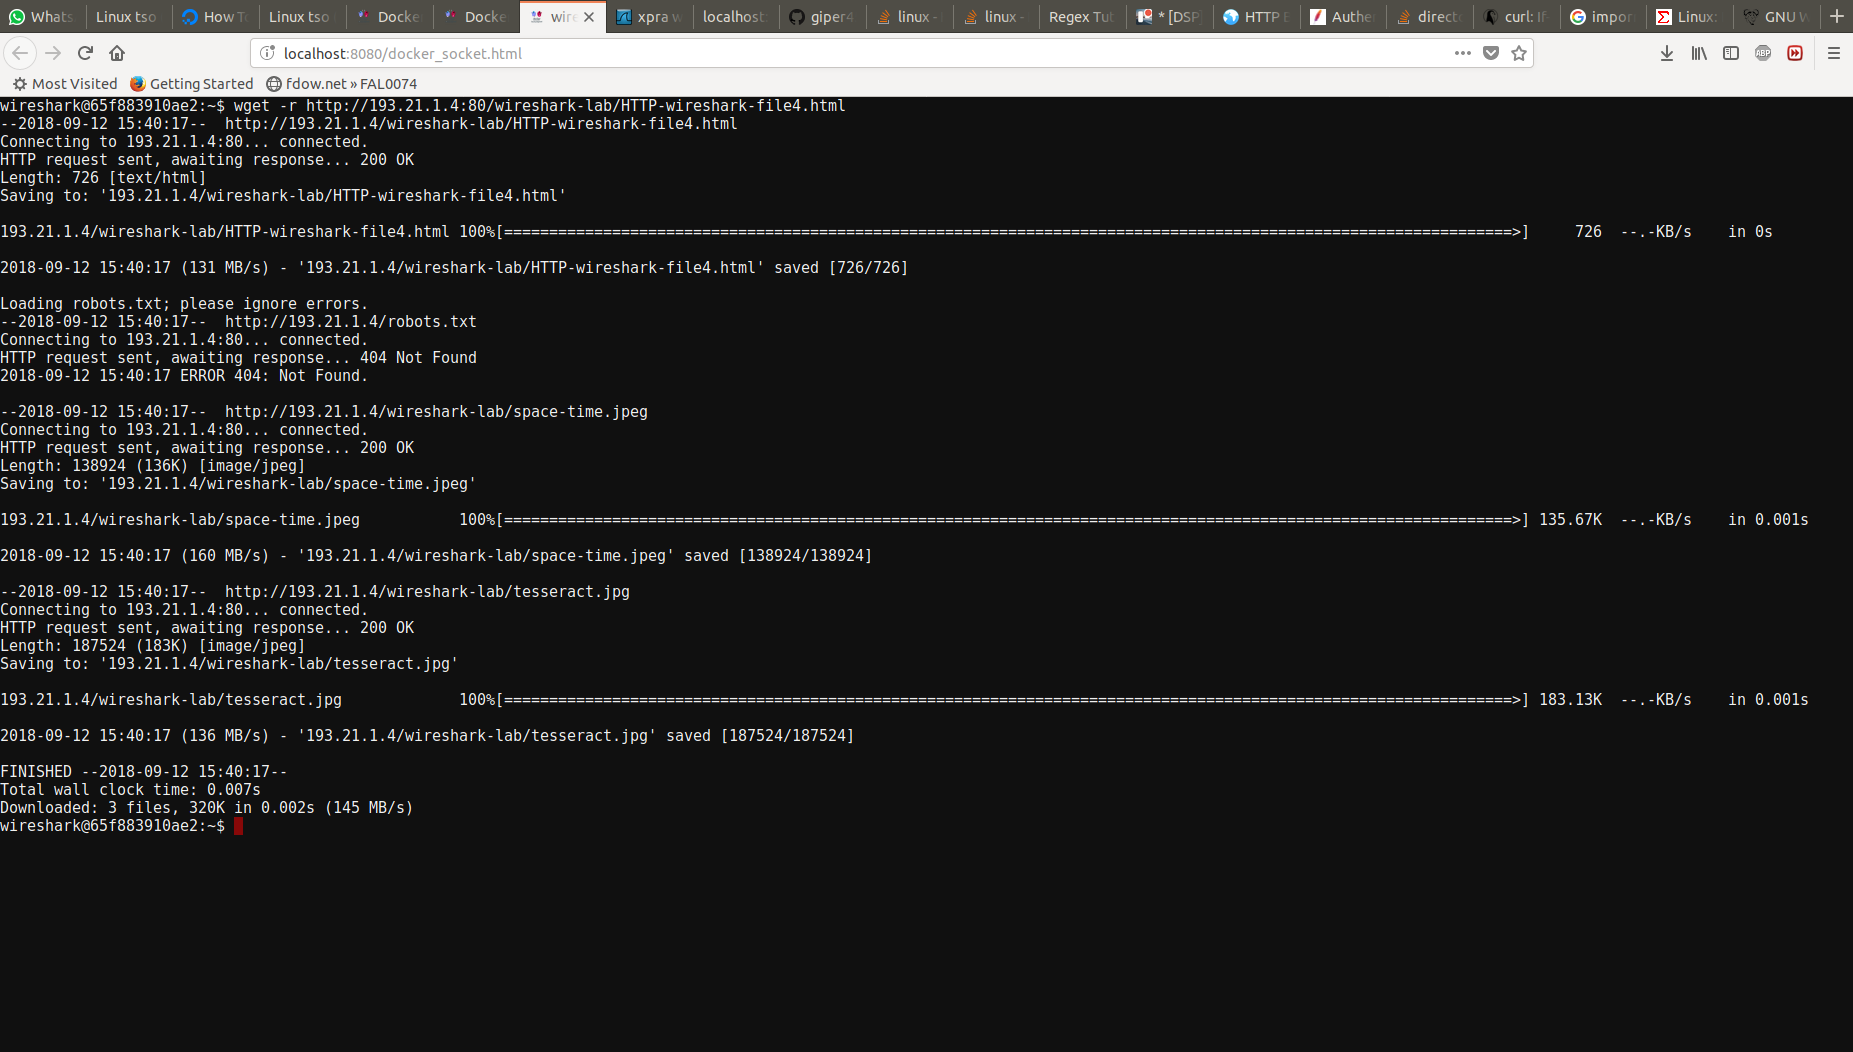 Whats Linux tso How To Linux tso Docke Docke wire xpra w localhost: giper4 linux - linux - Regex Tut * [DSP HTTP Authe direct curl: If impor Linux: GNU W
localhost:8080/docker_socket.html
Most Visited Getting Started fdow.net » FAL0074
wireshark@65f883910ae2:~$ wget -r http://193.21.1.4:80/wireshark-lab/HTTP-wireshark-file4.html
--2018-09-12 15:40:17--  http://193.21.1.4/wireshark-lab/HTTP-wireshark-file4.html
Connecting to 193.21.1.4:80... connected.
HTTP request sent, awaiting response... 200 OK
Length: 726 [text/html]
Saving to: '193.21.1.4/wireshark-lab/HTTP-wireshark-file4.html'
193.21.1.4/wireshark-lab/HTTP-wireshark-file4.html 100%[================================================================================================================>]     726  --.-KB/s    in 0s
2018-09-12 15:40:17 (131 MB/s) - '193.21.1.4/wireshark-lab/HTTP-wireshark-file4.html' saved [726/726]
Loading robots.txt; please ignore errors.
--2018-09-12 15:40:17--  http://193.21.1.4/robots.txt
Connecting to 193.21.1.4:80... connected.
HTTP request sent, awaiting response... 404 Not Found
2018-09-12 15:40:17 ERROR 404: Not Found.
--2018-09-12 15:40:17--  http://193.21.1.4/wireshark-lab/space-time.jpeg
Connecting to 193.21.1.4:80... connected.
HTTP request sent, awaiting response... 200 OK
Length: 138924 (136K) [image/jpeg]
Saving to: '193.21.1.4/wireshark-lab/space-time.jpeg'
193.21.1.4/wireshark-lab/space-time.jpeg           100%[================================================================================================================>] 135.67K  --.-KB/s    in 0.001s
2018-09-12 15:40:17 (160 MB/s) - '193.21.1.4/wireshark-lab/space-time.jpeg' saved [138924/138924]
--2018-09-12 15:40:17--  http://193.21.1.4/wireshark-lab/tesseract.jpg
Connecting to 193.21.1.4:80... connected.
HTTP request sent, awaiting response... 200 OK
Length: 187524 (183K) [image/jpeg]
Saving to: '193.21.1.4/wireshark-lab/tesseract.jpg'
193.21.1.4/wireshark-lab/tesseract.jpg             100%[================================================================================================================>] 183.13K  --.-KB/s    in 0.001s
2018-09-12 15:40:17 (136 MB/s) - '193.21.1.4/wireshark-lab/tesseract.jpg' saved [187524/187524]
FINISHED --2018-09-12 15:40:17--
Total wall clock time: 0.007s
Downloaded: 3 files, 320K in 0.002s (145 MB/s)
wireshark@65f883910ae2:~$